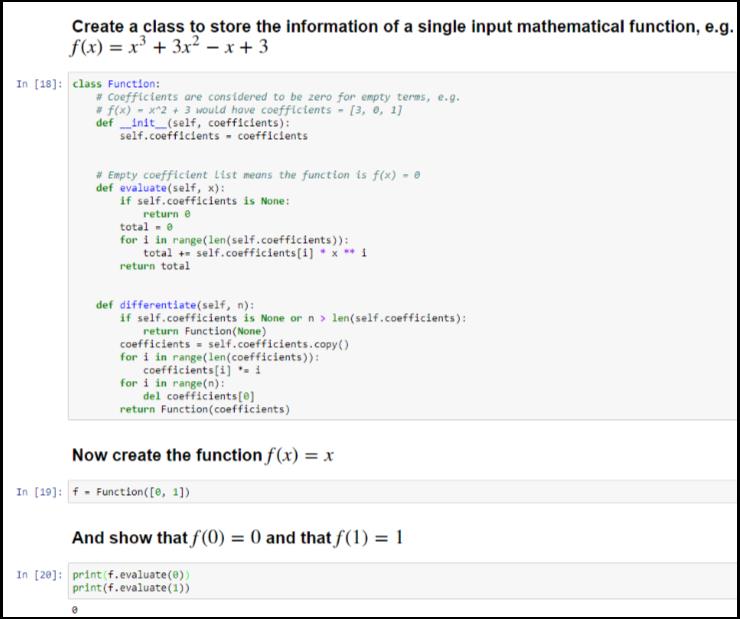 Create a class to store the information of a single input mathematical function, e.g.
f(x) = x³ + 3x² − x + 3
In [18]: class Function:
# Coefficients are considered to be zero for empty terms, e.g.
# f(x) = x^2 + 3 would have coefficients = [3, 0, 1]
def __init__(self, coefficients):
self.coefficients = coefficients
# Empty coefficient list means the function is f(x) = 0
def evaluate(self, x):
if self.coefficients is None:
return 0
total = 0
for i in range(len(self.coefficients)):
total += self.coefficients[i] * x ** i
return total
def differentiate(self, n):
if self.coefficients is None or n > len(self.coefficients):
return Function(None)
coefficients = self.coefficients.copy()
for i in range(len(coefficients)):
coefficients[i] *= i
for i in range(n):
del coefficients[0]
return Function(coefficients)
Now create the function f(x) = x
In [19]: f = Function([0, 1])
And show that f(0) = 0 and that f(1) = 1
In [20]: print(f.evaluate(0))
print(f.evaluate(1))
0